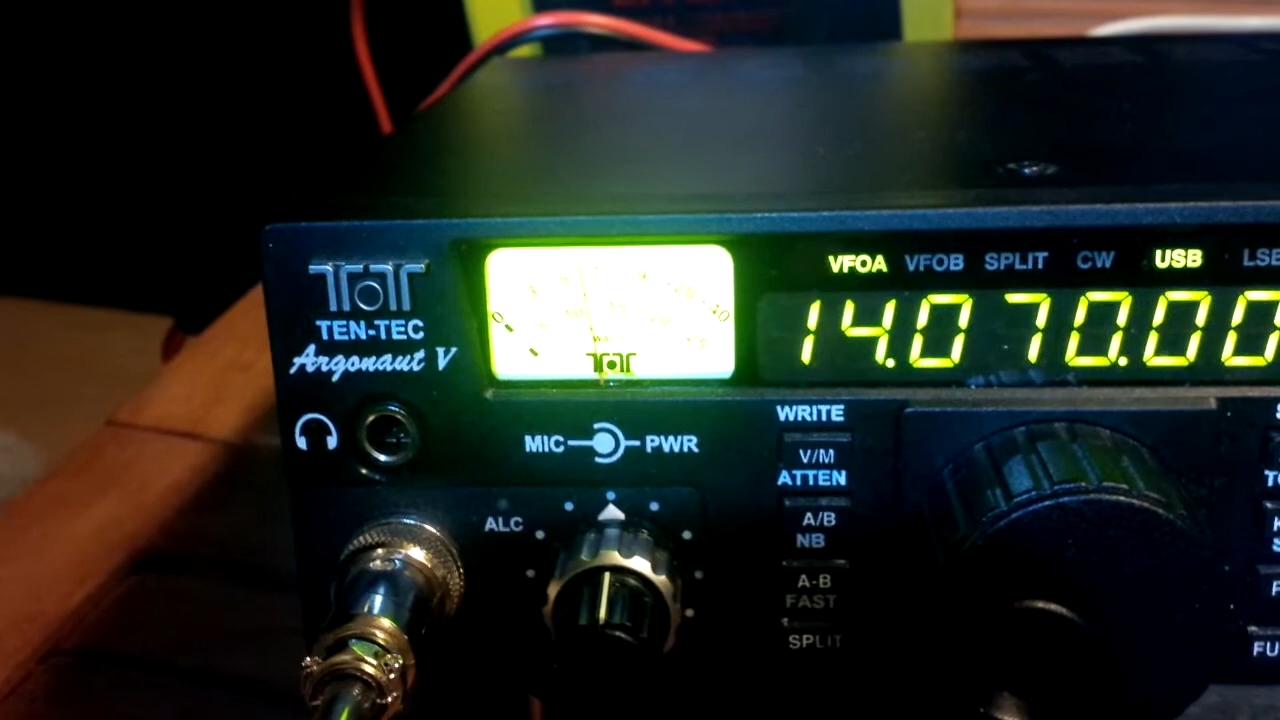 TEN-TEC
Argonaut V
VFOA VFOB SPLIT CW USB
14.070.00
MIC PWR
ALC
WRITE
V/M
ATTEN
A/B
NB
A-B
FAST
SPLIT